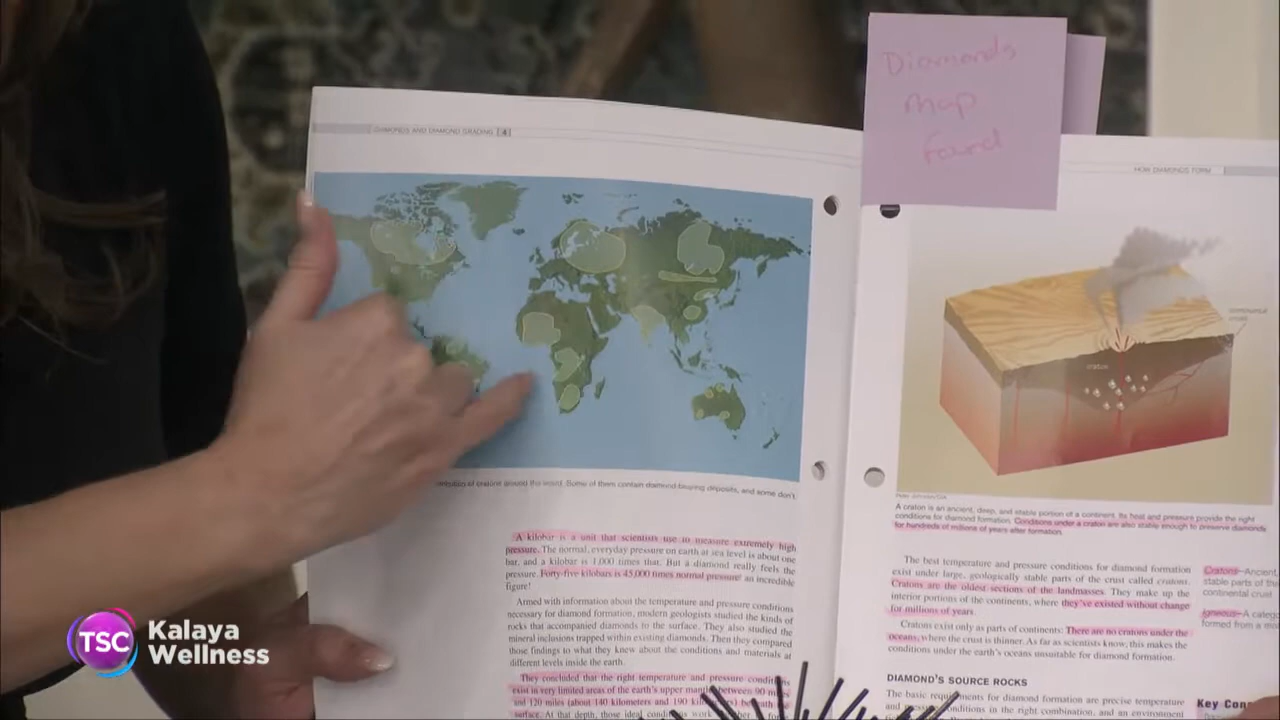 Diamonds
map
found
DIAMONDS AND DIAMOND GRADING 4
of cratons around the world. Some of them contain diamond-bearing deposits, and some don't.
A kilobar is a unit that scientists use to measure extremely high
pressure. The normal, everyday pressure on earth at sea level is about one
bar, and a kilobar is 1,000 times that. But a diamond really feels the
pressure. Forty-five kilobars is 45,000 times normal pressure! an incredible
figure!
Armed with information about the temperature and pressure conditions
necessary for diamond formation, modern geologists studied the kinds of
rocks that accompanied diamonds to the surface. They also studied the
mineral inclusions trapped within existing diamonds. Then they compared
those findings to what they knew about the conditions and materials at
different levels inside the earth.
They concluded that the right temperature and pressure conditions
exist in very limited areas of the earth's upper mantle between 90 miles
and 120 miles (about 140 kilometers and 190 kilometers) beneath the
surface. At that depth, those ideal conditions work
HOW DIAMONDS FORM
continental
crust
craton
A craton is an ancient, deep, and stable portion of a continent. Its heat and pressure provide the right
conditions for diamond formation. Conditions under a craton are also stable enough to preserve diamonds
for hundreds of millions of years after formation.
The best temperature and pressure conditions for diamond formation
exist under large, geologically stable parts of the crust called cratons.
Cratons are the oldest sections of the landmasses. They make up the
interior portions of the continents, where they've existed without change
for millions of years.
Cratons exist only as parts of continents: There are no cratons under the
oceans, where the crust is thinner. As far as scientists know, this makes the
conditions under the earth's oceans unsuitable for diamond formation.
DIAMOND'S SOURCE ROCKS
The basic requirements for diamond formation are precise temperature
and pressure conditions in the right combination, and an environment
Cratons—Ancient,
stable parts of the
continental crust
Igneous—A catego
formed from a mo
Key Con
TSC
Kalaya
Wellness